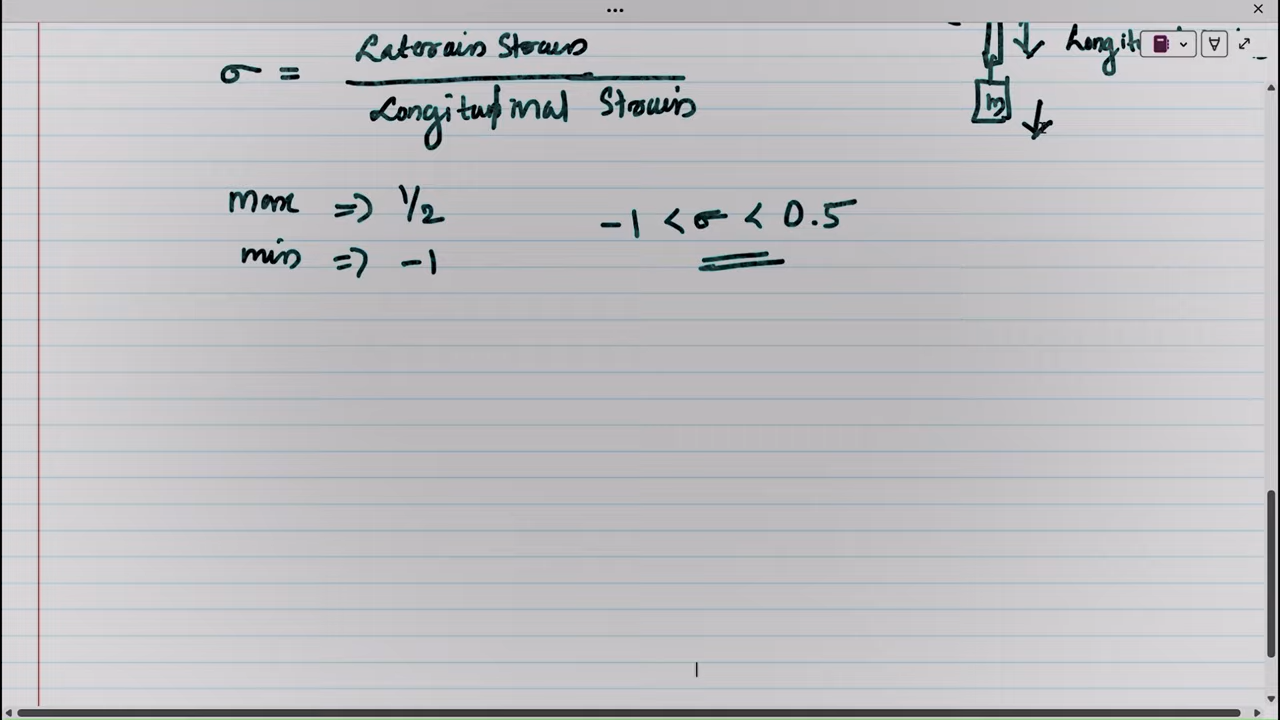 Laterain Strain
σ =
Longitudinal Strain
m
max => 1/2
-1 < σ < 0.5
min => -1